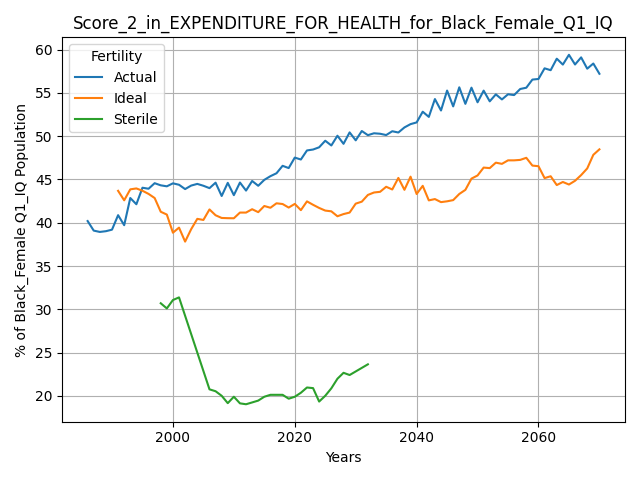 Score_2_in_EXPENDITURE_FOR_HEALTH_for_Black_Female_Q1_IQ
% of Black_Female Q1_IQ Population
60
55
50
45
40
35
30
25
20
Fertility
Actual
Ideal
Sterile
2000 2020 2040 2060
Years